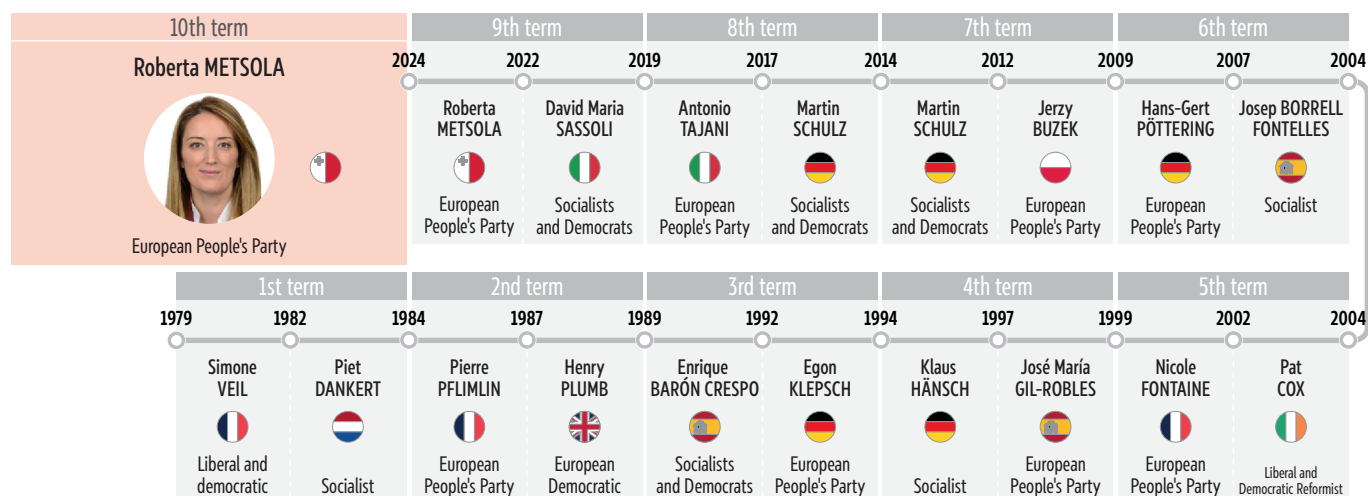 10th term
Roberta METSOLA
European People's Party
9th term 8th term 7th term 6th term
2024 2022 2019 2017 2014 2012 2009 2007 2004
Roberta
METSOLA
European
People's Party
David Maria
SASSOLI
Socialists
and Democrats
Antonio
TAJANI
European
People's Party
Martin
SCHULZ
Socialists
and Democrats
Martin
SCHULZ
Socialists
and Democrats
Jerzy
BUZEK
European
People's Party
Hans-Gert
PÖTTERING
European
People's Party
Josep BORRELL
FONTELLES
Socialist
1st term 2nd term 3rd term 4th term 5th term
1979 1982 1984 1987 1989 1992 1994 1997 1999 2002 2004
Simone
VEIL
Liberal and
democratic
Piet
DANKERT
Socialist
Pierre
PFLIMLIN
European
People's Party
Henry
PLUMB
European
Democratic
Enrique
BARÓN CRESPO
Socialists
and Democrats
Egon
KLEPSCH
European
People's Party
Klaus
HÄNSCH
Socialist
José María
GIL-ROBLES
European
People's Party
Nicole
FONTAINE
European
People's Party
Pat
COX
Liberal and
Democratic Reformist